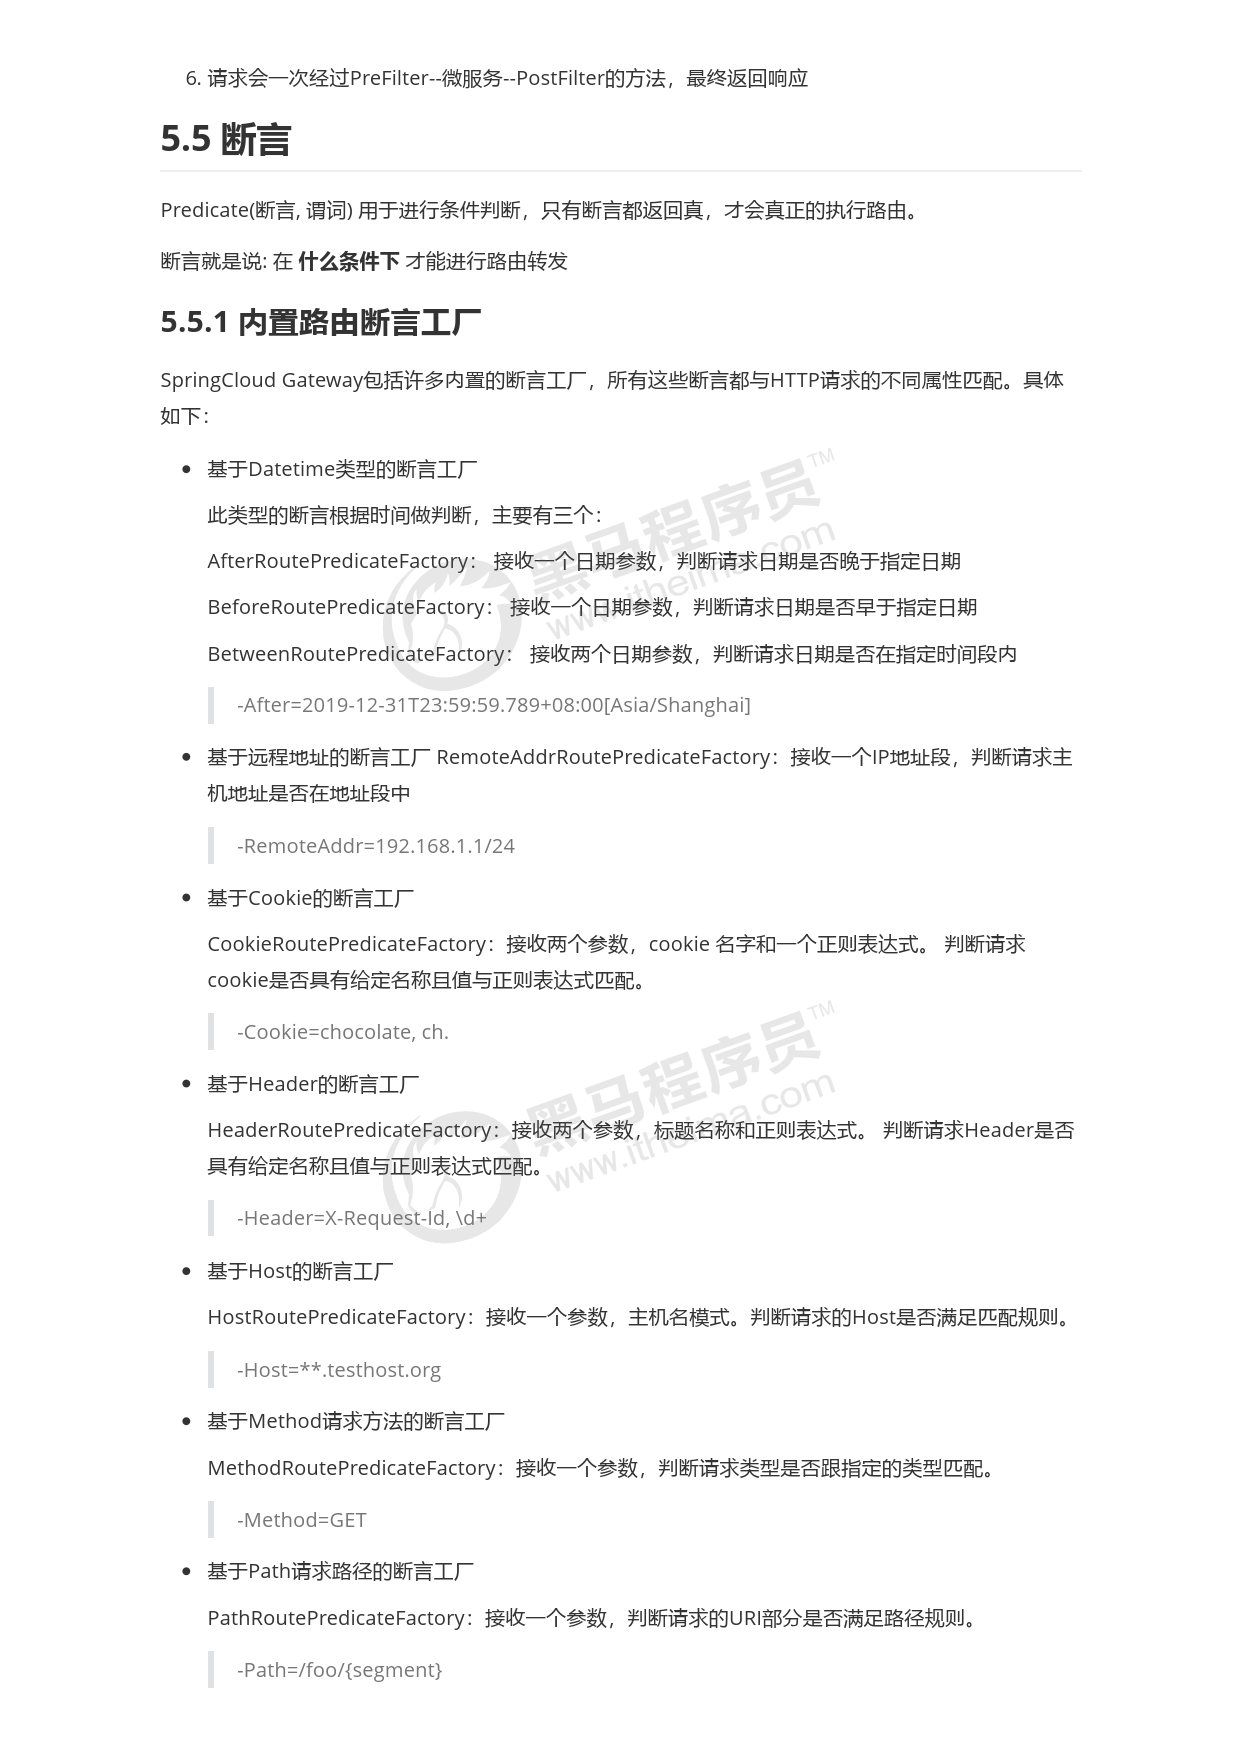 6. 请求会一次经过PreFilter--微服务--PostFilter的方法，最终返回响应
5.5 断言
Predicate(断言, 谓词) 用于进行条件判断，只有断言都返回真，才会真正的执行路由。
断言就是说: 在 什么条件下 才能进行路由转发
5.5.1 内置路由断言工厂
SpringCloud Gateway包括许多内置的断言工厂，所有这些断言都与HTTP请求的不同属性匹配。具体
如下：
• 基于Datetime类型的断言工厂
此类型的断言根据时间做判断，主要有三个：
AfterRoutePredicateFactory： 接收一个日期参数，判断请求日期是否晚于指定日期
BeforeRoutePredicateFactory： 接收一个日期参数，判断请求日期是否早于指定日期
BetweenRoutePredicateFactory： 接收两个日期参数，判断请求日期是否在指定时间段内
-After=2019-12-31T23:59:59.789+08:00[Asia/Shanghai]
• 基于远程地址的断言工厂 RemoteAddrRoutePredicateFactory：接收一个IP地址段，判断请求主
机地址是否在地址段中
-RemoteAddr=192.168.1.1/24
• 基于Cookie的断言工厂
CookieRoutePredicateFactory：接收两个参数，cookie 名字和一个正则表达式。 判断请求
cookie是否具有给定名称且值与正则表达式匹配。
-Cookie=chocolate, ch.
• 基于Header的断言工厂
HeaderRoutePredicateFactory：接收两个参数，标题名称和正则表达式。 判断请求Header是否
具有给定名称且值与正则表达式匹配。
-Header=X-Request-Id, \d+
• 基于Host的断言工厂
HostRoutePredicateFactory：接收一个参数，主机名模式。判断请求的Host是否满足匹配规则。
-Host=**.testhost.org
• 基于Method请求方法的断言工厂
MethodRoutePredicateFactory：接收一个参数，判断请求类型是否跟指定的类型匹配。
-Method=GET
• 基于Path请求路径的断言工厂
PathRoutePredicateFactory：接收一个参数，判断请求的URI部分是否满足路径规则。
-Path=/foo/{segment}
黑马程序员TM
www.itheima.com
黑马程序员TM
www.itheima.com